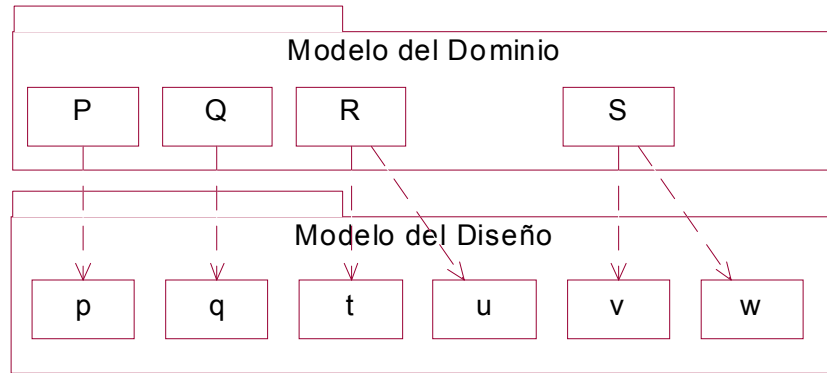 Modelo del Dominio
P Q R S
Modelo del Diseño
p q t u v w